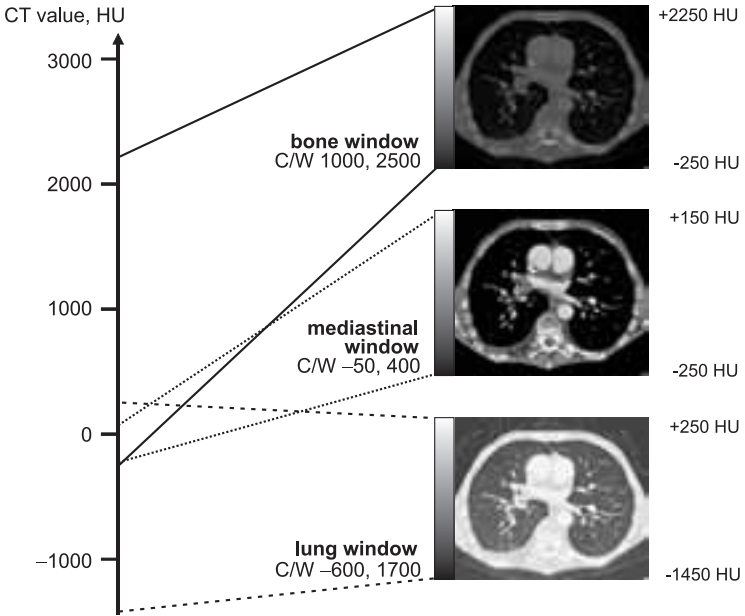 CT value, HU
+2250 HU
3000
bone window
C/W 1000, 2500
-250 HU
2000
+150 HU
1000
mediastinal
window
C/W –50, 400
-250 HU
0
+250 HU
lung window
C/W –600, 1700
–1000
-1450 HU